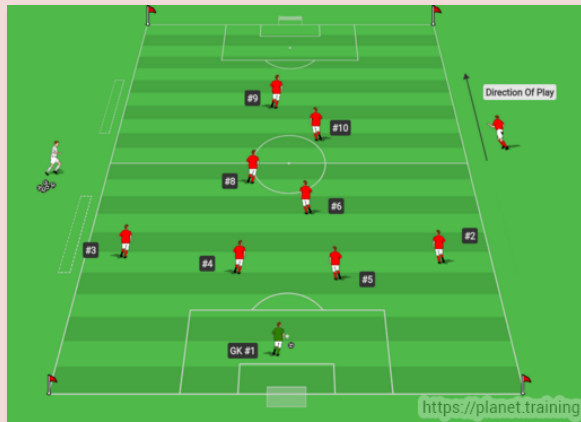 #9
Direction Of Play
#10
#8
#6
#3
#2
#4
#5
GK #1
https://planet.training